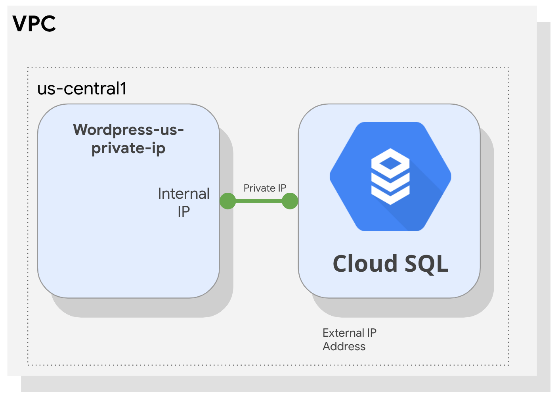 VPC
us-central1
Wordpress-us-
private-ip
Internal
IP
Private IP
Cloud SQL
External IP
Address